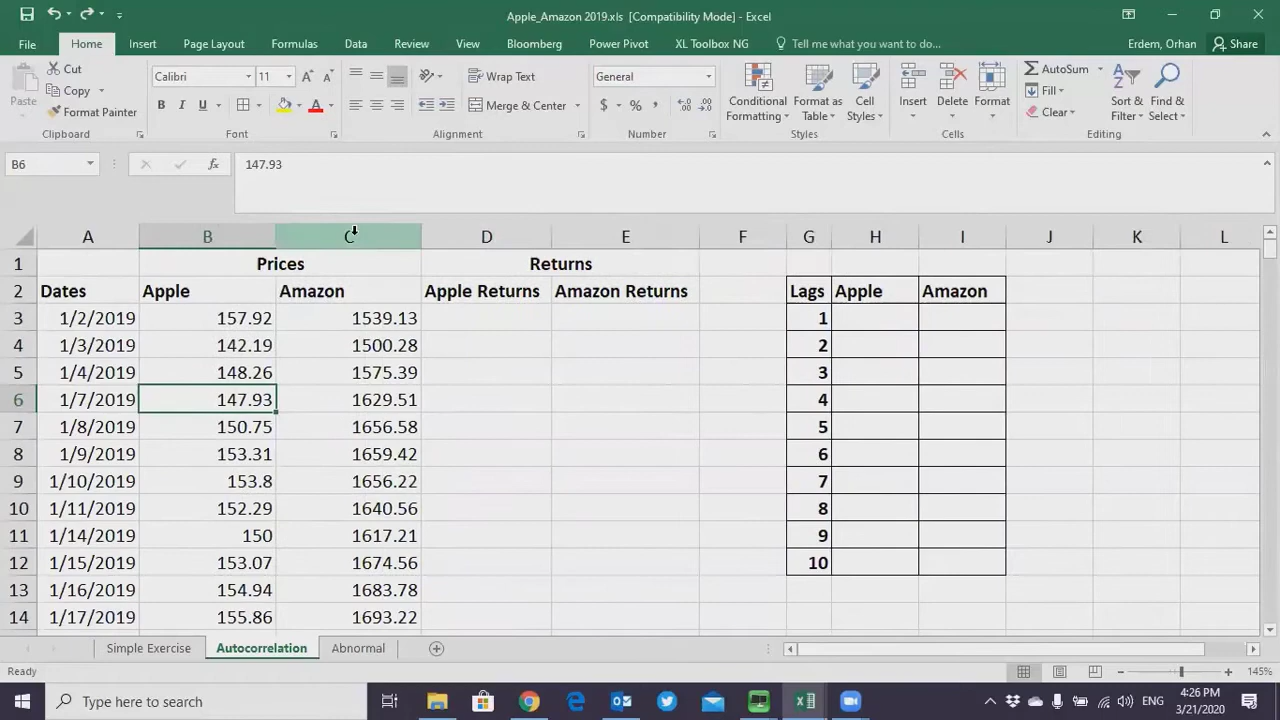 Apple_Amazon 2019.xls [Compatibility Mode] - Excel
File Home Insert Page Layout Formulas Data Review View Bloomberg Power Pivot XL Toolbox NG Tell me what you want to do... Erdem, Orhan Share
Paste Cut Copy Format Painter
Calibri 11 Wrap Text Merge & Center General Conditional Formatting Format as Table Cell Styles Insert Delete Format AutoSum Fill Clear Sort & Filter Find & Select
Clipboard Font Alignment Number Styles Cells Editing
B6 fx 147.93
A B C D E F G H I J K L
1 Prices Returns
2 Dates Apple Amazon Apple Returns Amazon Returns Lags Apple Amazon
3 1/2/2019 157.92 1539.13 1
4 1/3/2019 142.19 1500.28 2
5 1/4/2019 148.26 1575.39 3
6 1/7/2019 147.93 1629.51 4
7 1/8/2019 150.75 1656.58 5
8 1/9/2019 153.31 1659.42 6
9 1/10/2019 153.8 1656.22 7
10 1/11/2019 152.29 1640.56 8
11 1/14/2019 150 1617.21 9
12 1/15/2019 153.07 1674.56 10
13 1/16/2019 154.94 1683.78
14 1/17/2019 155.86 1693.22
Simple Exercise Autocorrelation Abnormal
Ready 145%
Type here to search ENG 4:26 PM
3/21/2020